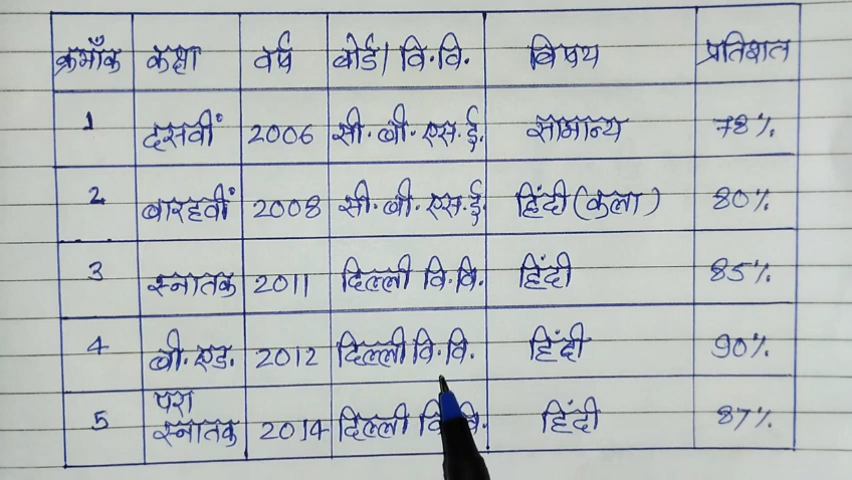 क्रमाँक कक्षा वर्ष बोर्ड/ वि.वि. विषय प्रतिशत
1 दसवीं 2006 सी.बी.एस.ई. सामान्य 78%
2 बारहवीं 2008 सी.बी.एस.ई. हिंदी (कला) 80%
3 स्नातक 2011 दिल्ली वि.वि. हिंदी 85%
4 बी.एड. 2012 दिल्ली वि.वि. हिंदी 90%
5 परा स्नातक 2014 दिल्ली वि.वि. हिंदी 87%